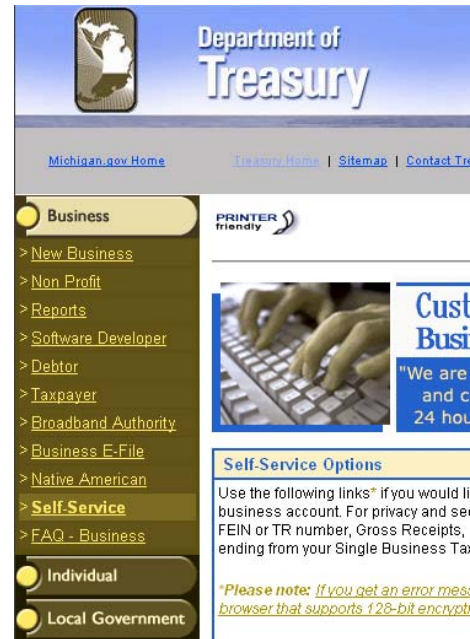 Department of
Treasury
Michigan.gov Home
Treasury Home | Sitemap | Contact Tre
Business
> New Business
> Non Profit
> Reports
> Software Developer
> Debtor
> Taxpayer
> Broadband Authority
> Business E-File
> Native American
> Self-Service
> FAQ - Business
Individual
Local Government
PRINTER
friendly
Cust
Busi
"We are
and c
24 hou
Self-Service Options
Use the following links* if you would li
business account. For privacy and sec
FEIN or TR number, Gross Receipts,
ending from your Single Business Tax
*Please note: If you get an error mess
browser that supports 128-bit encrypti